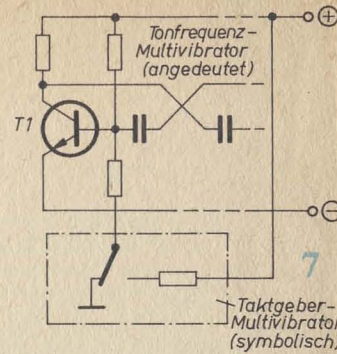 +
Tonfrequenz-
Multivibrator
(angedeutet)
T1
−
7
Taktgeber-
Multivibrator
(symbolisch)